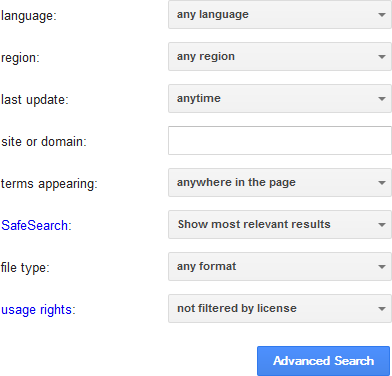 language: any language
region: any region
last update: anytime
site or domain:
terms appearing: anywhere in the page
SafeSearch: Show most relevant results
file type: any format
usage rights: not filtered by license
Advanced Search